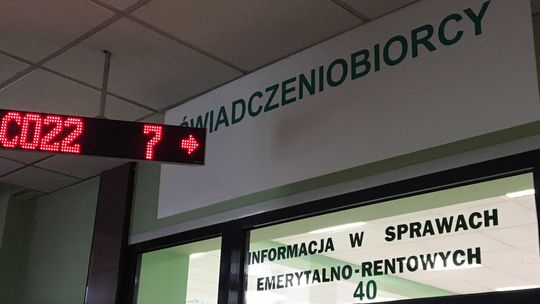 ŚWIADCZENIOBIORCY
C022 7 →
INFORMACJA W SPRAWACH
EMERYTALNO-RENTOWYCH
40